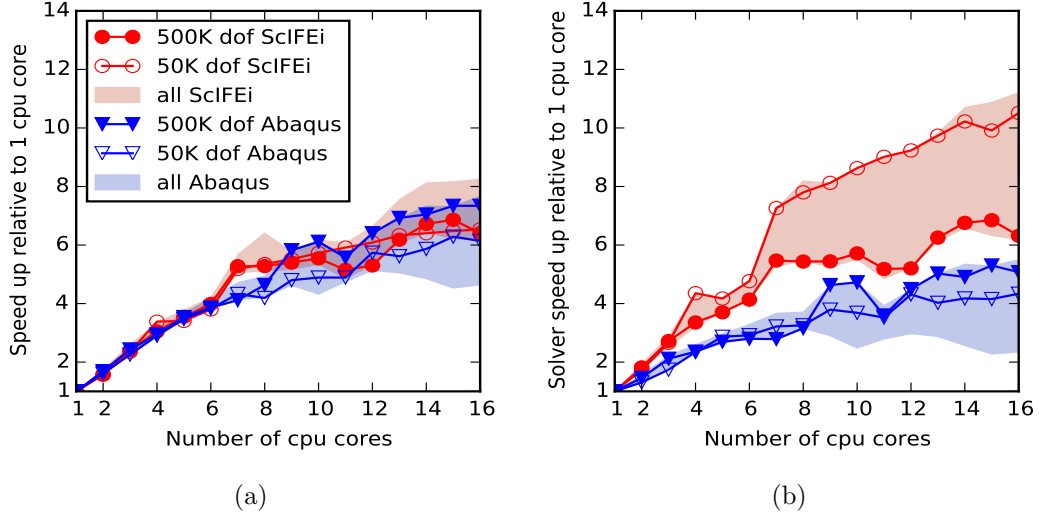 Speed up relative to 1 cpu core
14
12
10
8
6
4
2
1
500K dof ScIFEi
50K dof ScIFEi
all ScIFEi
500K dof Abaqus
50K dof Abaqus
all Abaqus
1 2 4 6 8 10 12 14 16
Number of cpu cores
(a)
Solver speed up relative to 1 cpu core
14
12
10
8
6
4
2
1
1 2 4 6 8 10 12 14 16
Number of cpu cores
(b)